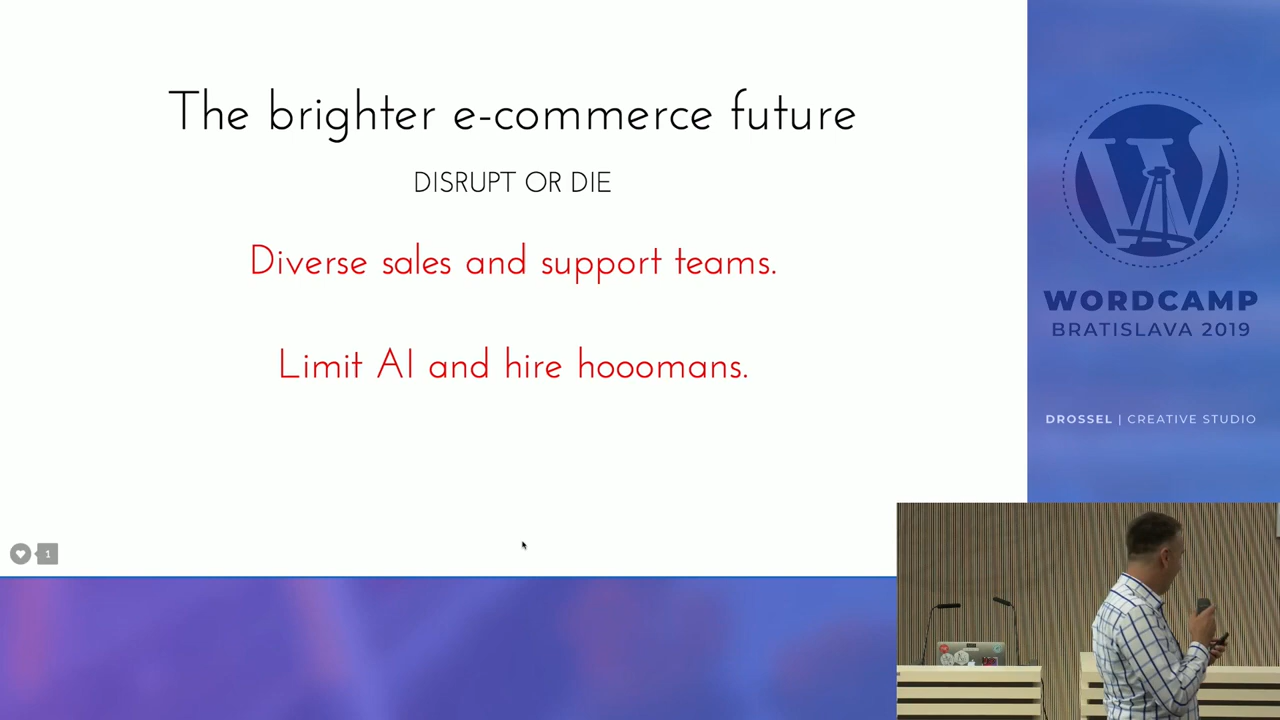 The brighter e-commerce future
DISRUPT OR DIE
Diverse sales and support teams.
Limit AI and hire hooomans.
1
WORDCAMP
BRATISLAVA 2019
DROSSEL | CREATIVE STUDIO